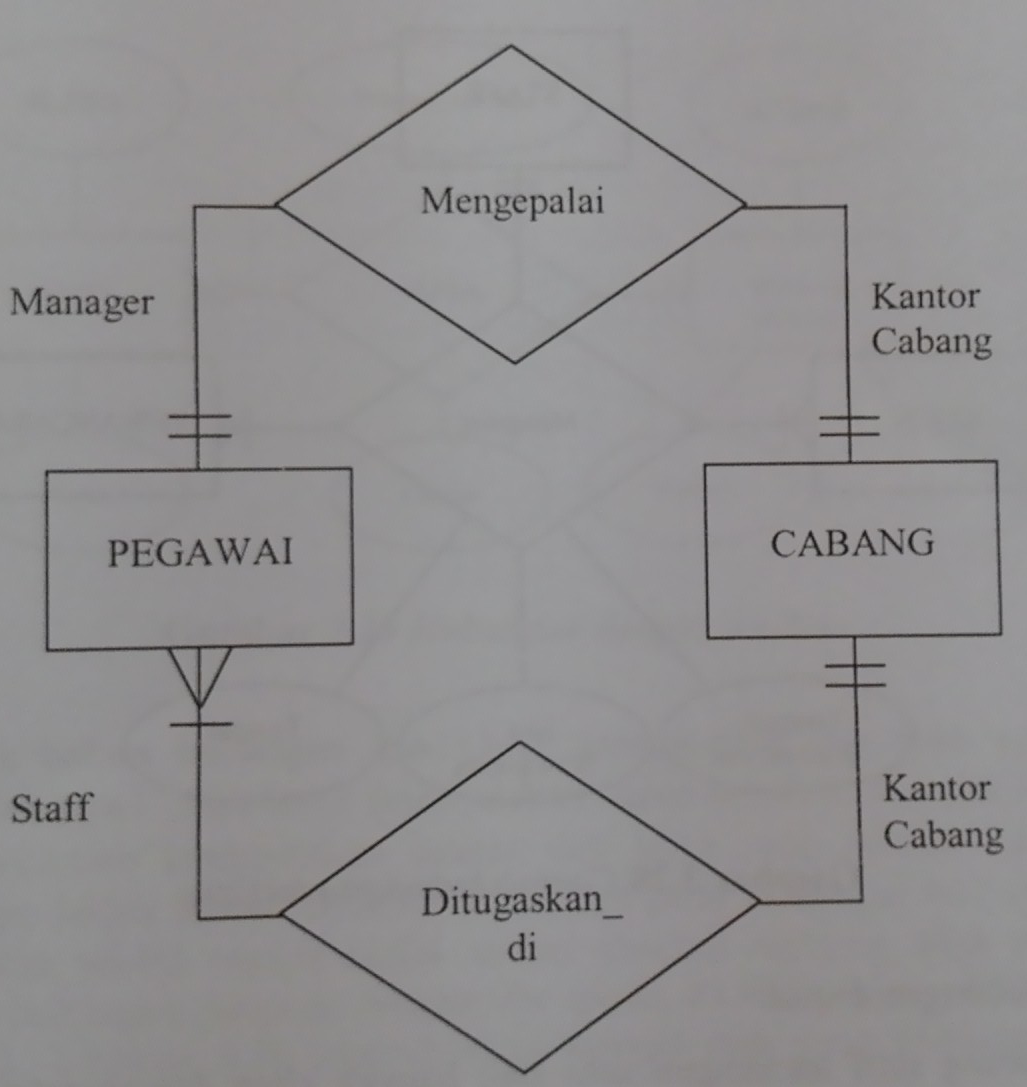 Mengepalai
Manager
Kantor
Cabang
PEGAWAI
CABANG
Staff
Kantor
Cabang
Ditugaskan_
di